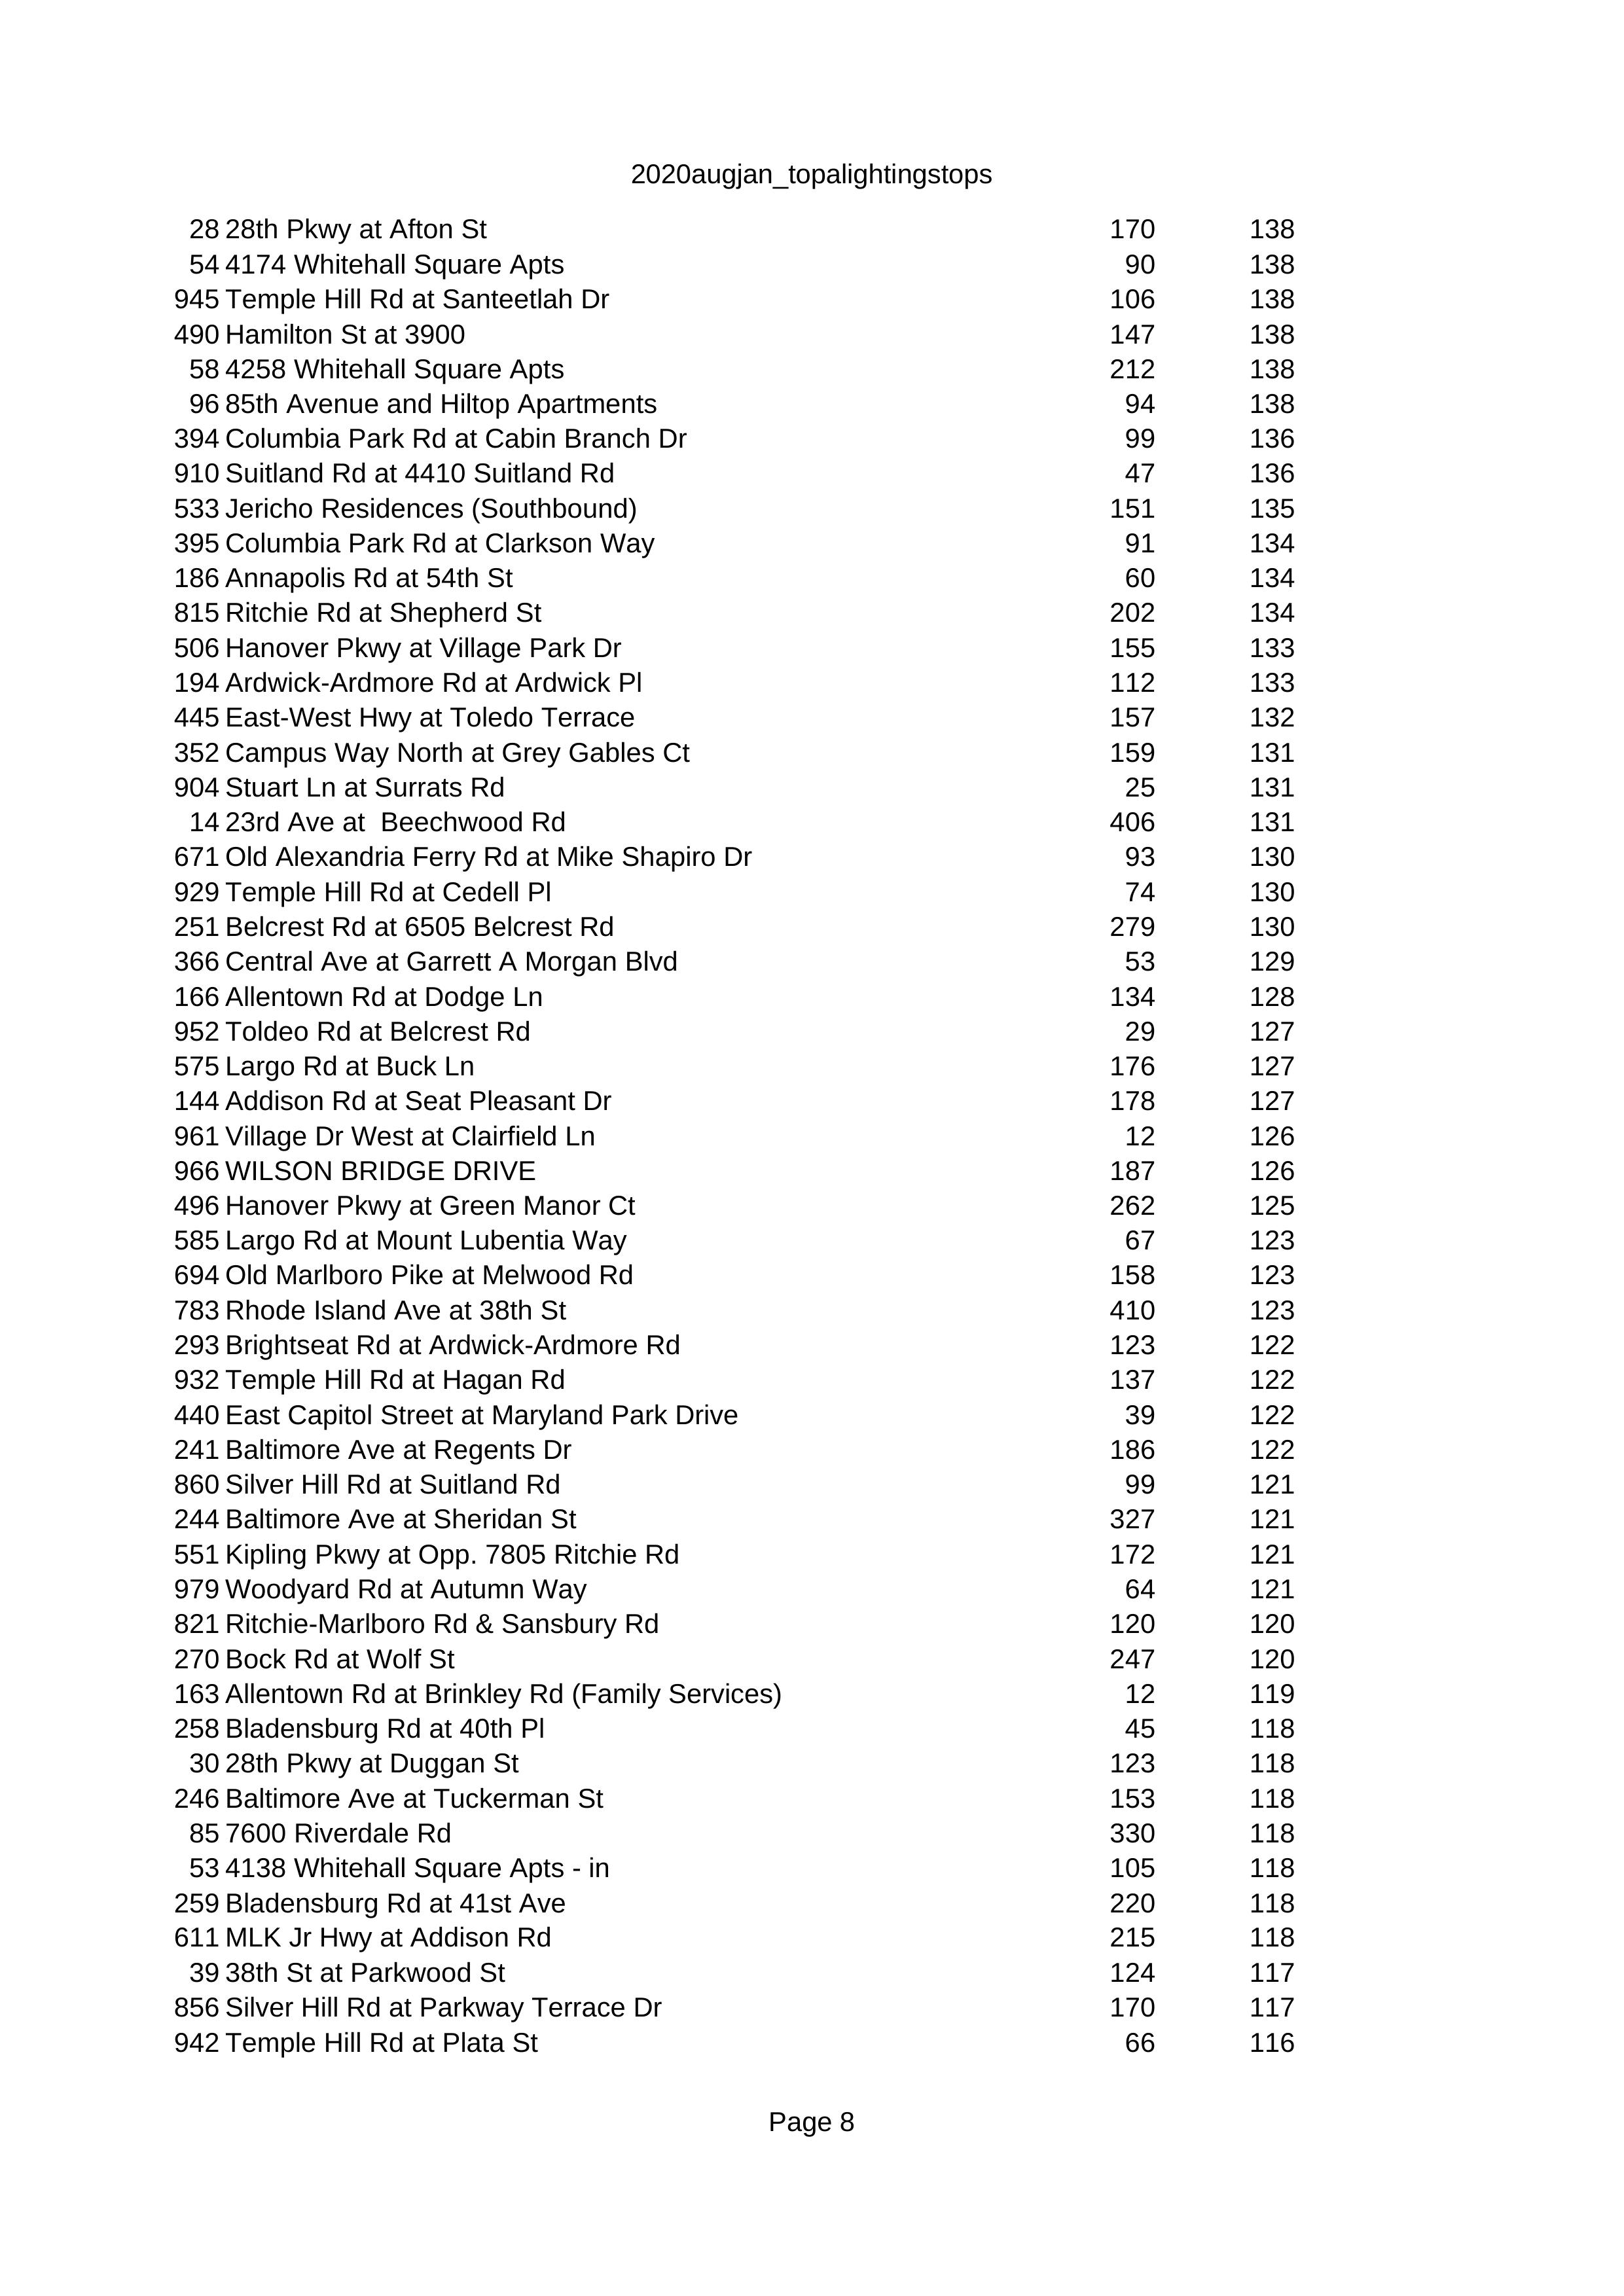 2020augjan_topalightingstops
28 28th Pkwy at Afton St 170 138
54 4174 Whitehall Square Apts 90 138
945 Temple Hill Rd at Santeetlah Dr 106 138
490 Hamilton St at 3900 147 138
58 4258 Whitehall Square Apts 212 138
96 85th Avenue and Hiltop Apartments 94 138
394 Columbia Park Rd at Cabin Branch Dr 99 136
910 Suitland Rd at 4410 Suitland Rd 47 136
533 Jericho Residences (Southbound) 151 135
395 Columbia Park Rd at Clarkson Way 91 134
186 Annapolis Rd at 54th St 60 134
815 Ritchie Rd at Shepherd St 202 134
506 Hanover Pkwy at Village Park Dr 155 133
194 Ardwick-Ardmore Rd at Ardwick Pl 112 133
445 East-West Hwy at Toledo Terrace 157 132
352 Campus Way North at Grey Gables Ct 159 131
904 Stuart Ln at Surrats Rd 25 131
14 23rd Ave at  Beechwood Rd 406 131
671 Old Alexandria Ferry Rd at Mike Shapiro Dr 93 130
929 Temple Hill Rd at Cedell Pl 74 130
251 Belcrest Rd at 6505 Belcrest Rd 279 130
366 Central Ave at Garrett A Morgan Blvd 53 129
166 Allentown Rd at Dodge Ln 134 128
952 Toldeo Rd at Belcrest Rd 29 127
575 Largo Rd at Buck Ln 176 127
144 Addison Rd at Seat Pleasant Dr 178 127
961 Village Dr West at Clairfield Ln 12 126
966 WILSON BRIDGE DRIVE 187 126
496 Hanover Pkwy at Green Manor Ct 262 125
585 Largo Rd at Mount Lubentia Way 67 123
694 Old Marlboro Pike at Melwood Rd 158 123
783 Rhode Island Ave at 38th St 410 123
293 Brightseat Rd at Ardwick-Ardmore Rd 123 122
932 Temple Hill Rd at Hagan Rd 137 122
440 East Capitol Street at Maryland Park Drive 39 122
241 Baltimore Ave at Regents Dr 186 122
860 Silver Hill Rd at Suitland Rd 99 121
244 Baltimore Ave at Sheridan St 327 121
551 Kipling Pkwy at Opp. 7805 Ritchie Rd 172 121
979 Woodyard Rd at Autumn Way 64 121
821 Ritchie-Marlboro Rd & Sansbury Rd 120 120
270 Bock Rd at Wolf St 247 120
163 Allentown Rd at Brinkley Rd (Family Services) 12 119
258 Bladensburg Rd at 40th Pl 45 118
30 28th Pkwy at Duggan St 123 118
246 Baltimore Ave at Tuckerman St 153 118
85 7600 Riverdale Rd 330 118
53 4138 Whitehall Square Apts - in 105 118
259 Bladensburg Rd at 41st Ave 220 118
611 MLK Jr Hwy at Addison Rd 215 118
39 38th St at Parkwood St 124 117
856 Silver Hill Rd at Parkway Terrace Dr 170 117
942 Temple Hill Rd at Plata St 66 116
Page 8